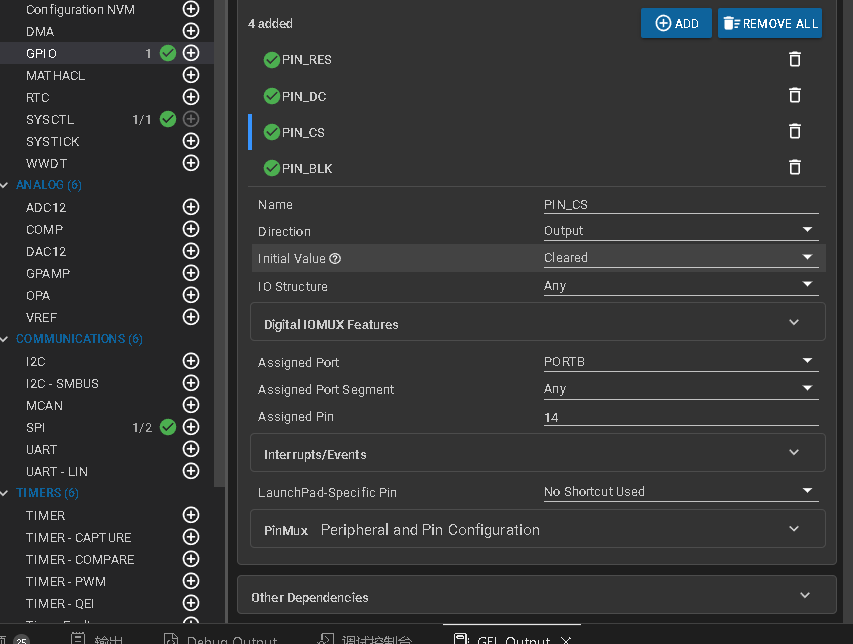 Configuration NVM
DMA
GPIO 1
MATHACL
RTC
SYSCTL 1/1
SYSTICK
WWDT
ANALOG (6)
ADC12
COMP
DAC12
GPAMP
OPA
VREF
COMMUNICATIONS (6)
I2C
I2C - SMBUS
MCAN
SPI 1/2
UART
UART - LIN
TIMERS (6)
TIMER
TIMER - CAPTURE
TIMER - COMPARE
TIMER - PWM
TIMER - QEI
4 added
ADD
REMOVE ALL
PIN_RES
PIN_DC
PIN_CS
PIN_BLK
Name PIN_CS
Direction Output
Initial Value Cleared
IO Structure Any
Digital IOMUX Features
Assigned Port PORTB
Assigned Port Segment Any
Assigned Pin 14
Interrupts/Events
LaunchPad-Specific Pin No Shortcut Used
PinMux Peripheral and Pin Configuration
Other Dependencies
25 输出 Debug Output 调试控制台 GEL Output